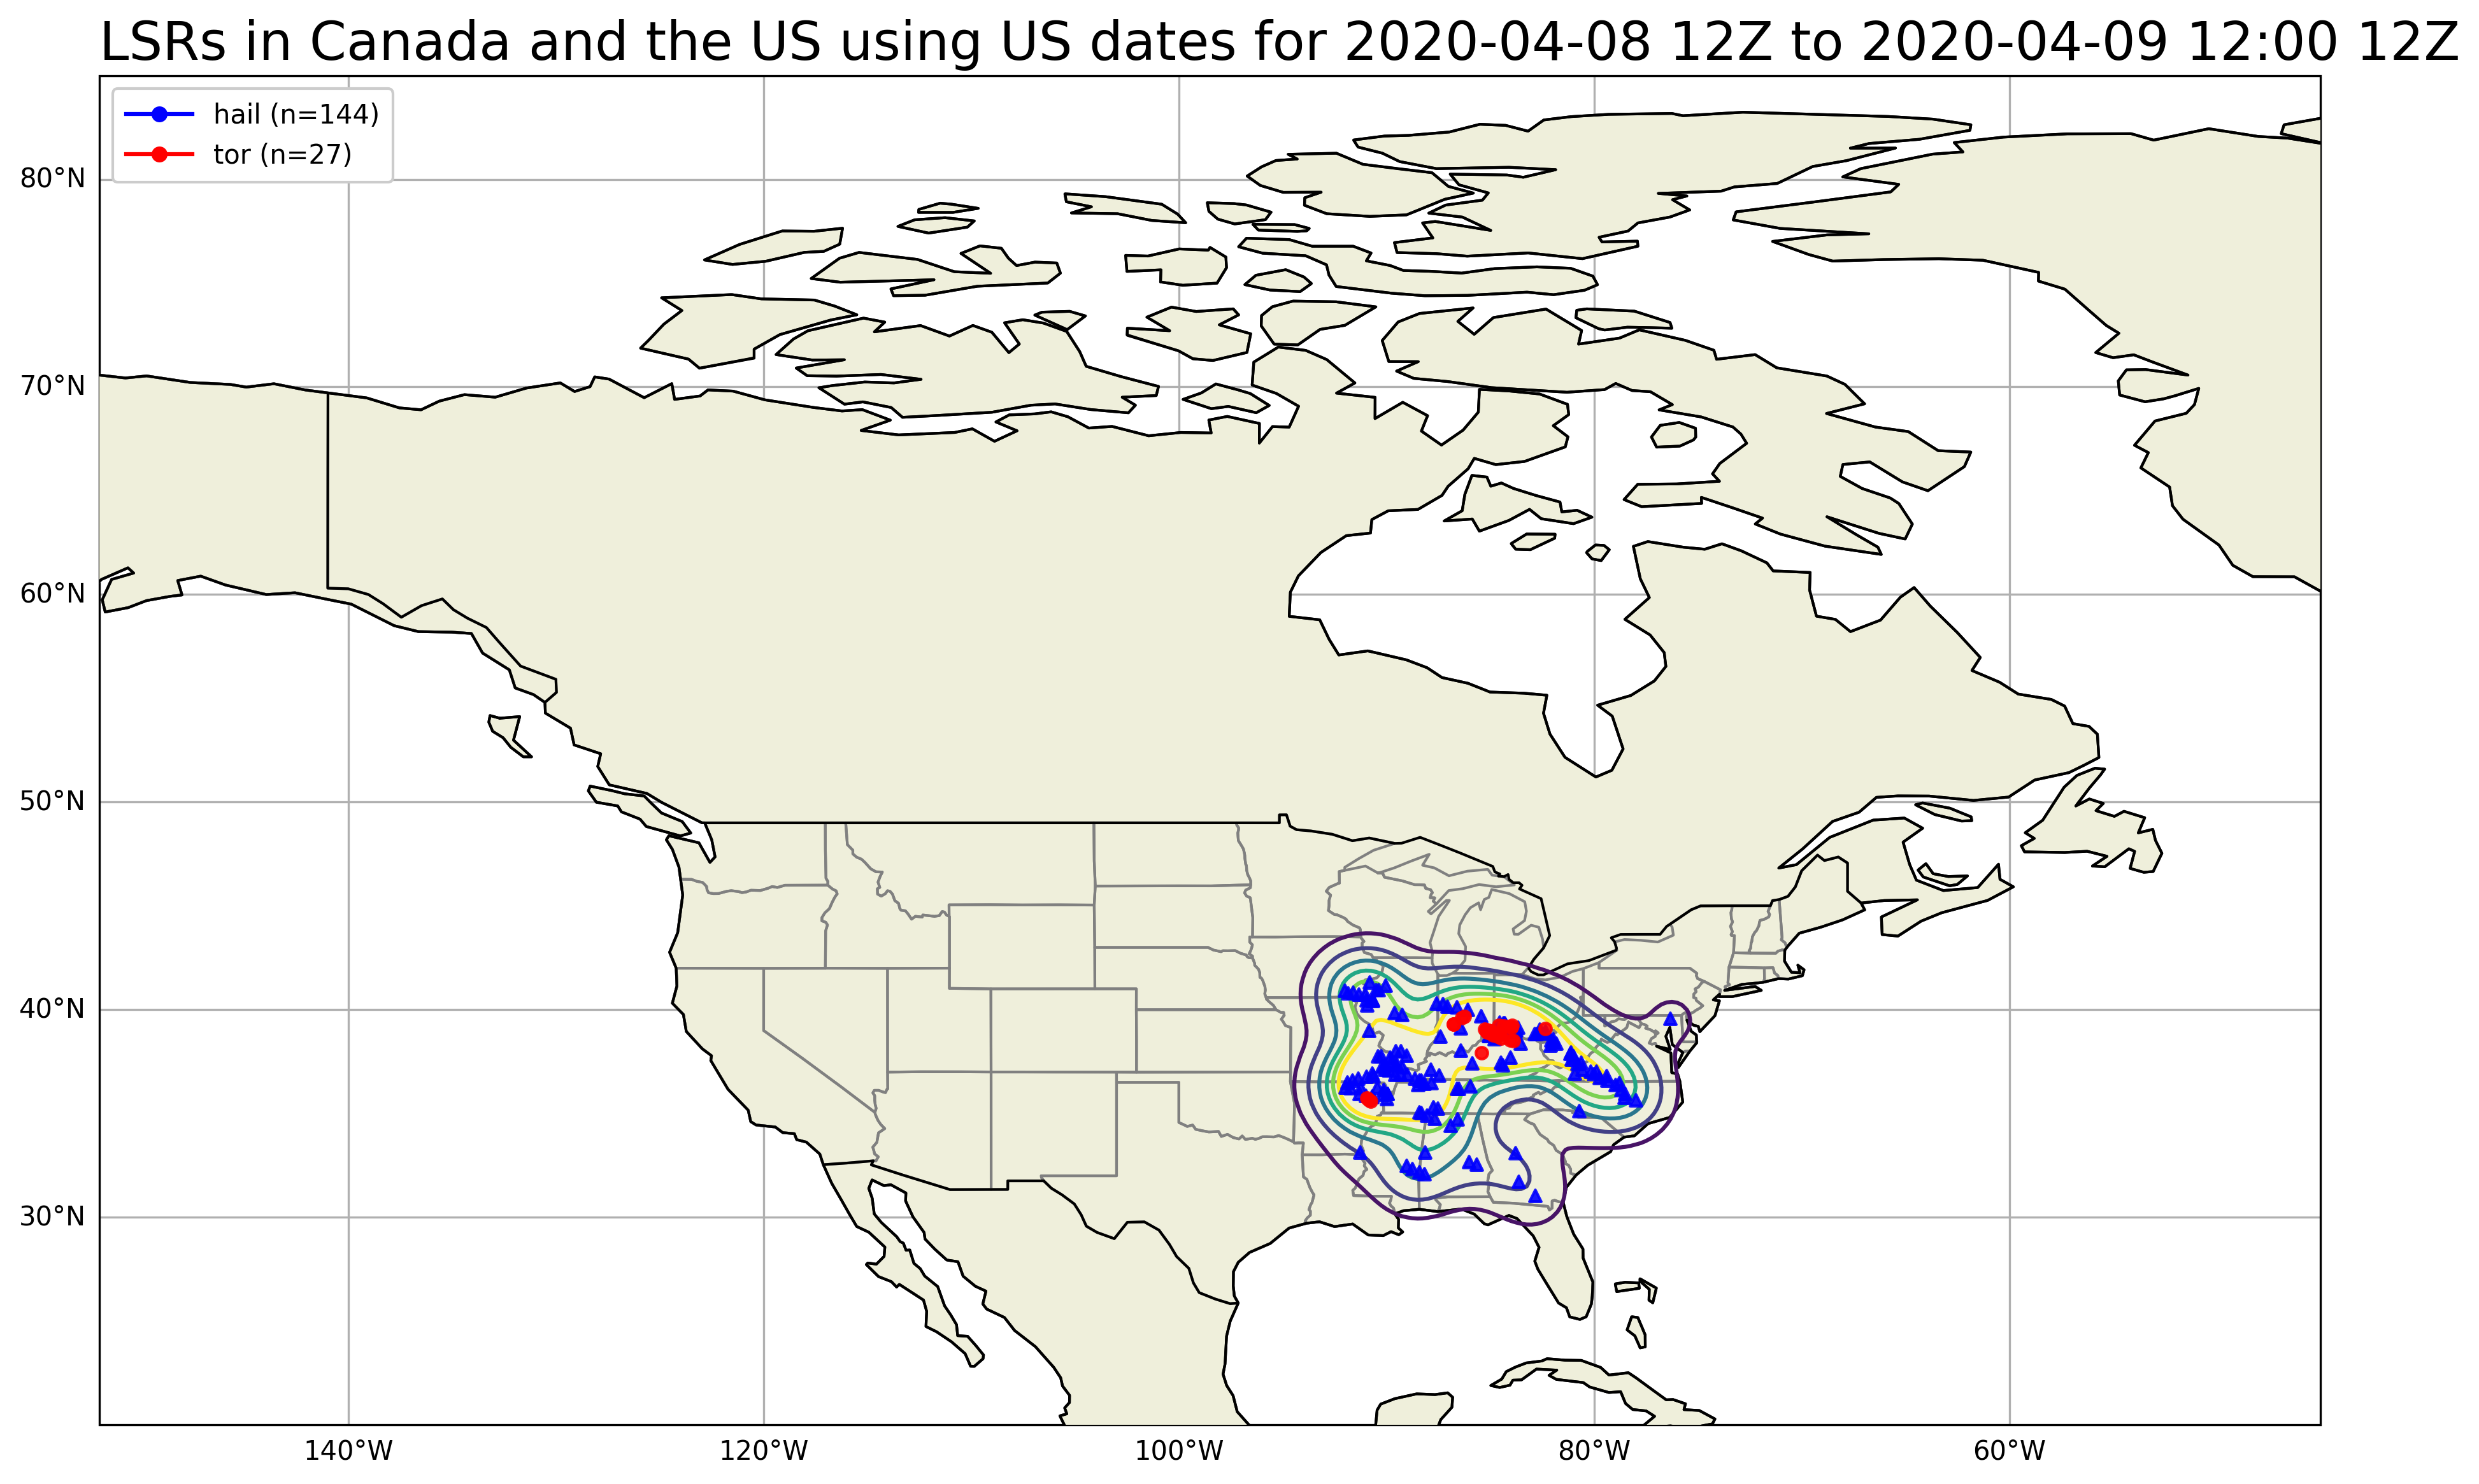 LSRs in Canada and the US using US dates for 2020-04-08 12Z to 2020-04-09 12:00 12Z
hail (n=144)
tor (n=27)
80°N
70°N
60°N
50°N
40°N
30°N
140°W 120°W 100°W 80°W 60°W